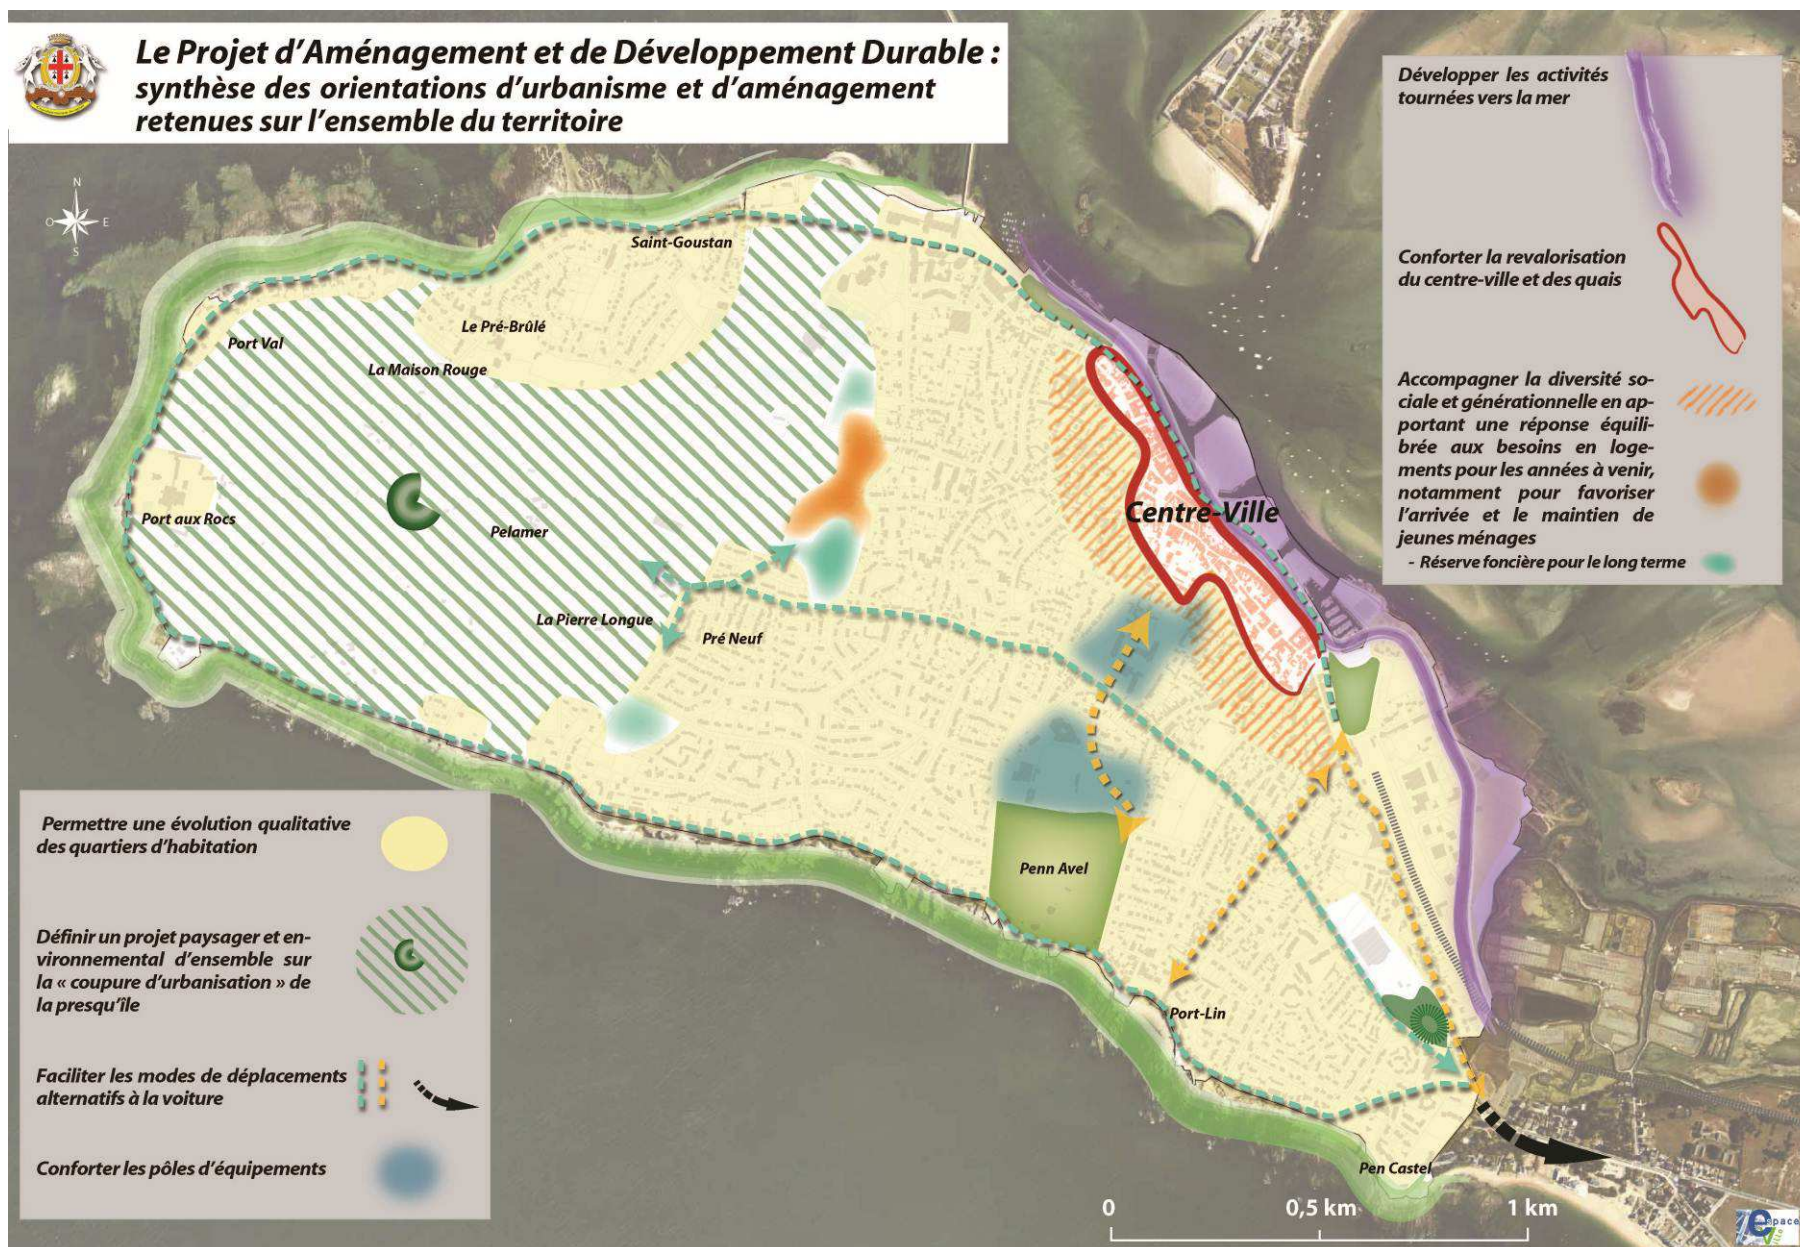 Le Projet d'Aménagement et de Développement Durable :
synthèse des orientations d'urbanisme et d'aménagement
retenues sur l'ensemble du territoire
N
O
E
S
Développer les activités
tournées vers la mer
Conforter la revalorisation
du centre-ville et des quais
Accompagner la diversité so-
ciale et générationnelle en ap-
portant une réponse équili-
brée aux besoins en loge-
ments pour les années à venir,
notamment pour favoriser
l'arrivée et le maintien de
jeunes ménages
- Réserve foncière pour le long terme
Saint-Goustan
Le Pré-Brûlé
Port Val
La Maison Rouge
Centre-Ville
Port aux Rocs
Pelamer
La Pierre Longue
Pré Neuf
Penn Avel
Port-Lin
Pen Castel
Permettre une évolution qualitative
des quartiers d'habitation
Définir un projet paysager et en-
vironnemental d'ensemble sur
la « coupure d'urbanisation » de
la presqu'île
Faciliter les modes de déplacements
alternatifs à la voiture
Conforter les pôles d'équipements
0 0,5 km 1 km
e space
ville